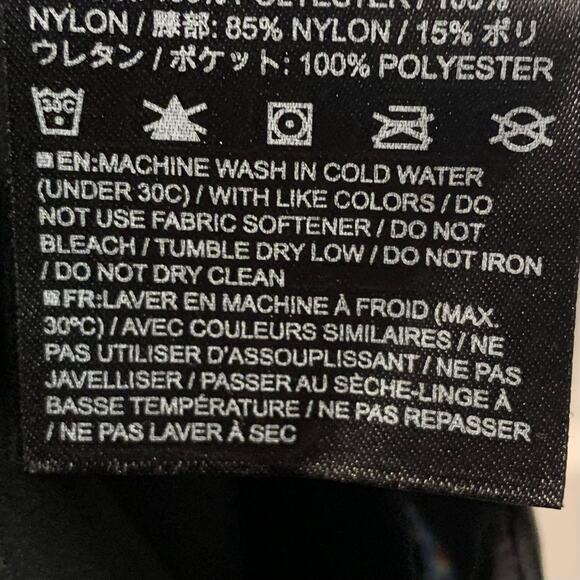 POLYESTER / 100%
NYLON / 膝部: 85% NYLON / 15% ポリ
ウレタン / ポケット: 100% POLYESTER
30C
EN:MACHINE WASH IN COLD WATER
(UNDER 30C) / WITH LIKE COLORS / DO
NOT USE FABRIC SOFTENER / DO NOT
BLEACH / TUMBLE DRY LOW / DO NOT IRON
/ DO NOT DRY CLEAN
FR:LAVER EN MACHINE À FROID (MAX.
30°C) / AVEC COULEURS SIMILAIRES / NE
PAS UTILISER D'ASSOUPLISSANT / NE PAS
JAVELLISER / PASSER AU SÈCHE-LINGE À
BASSE TEMPÉRATURE / NE PAS REPASSER
/ NE PAS LAVER À SEC